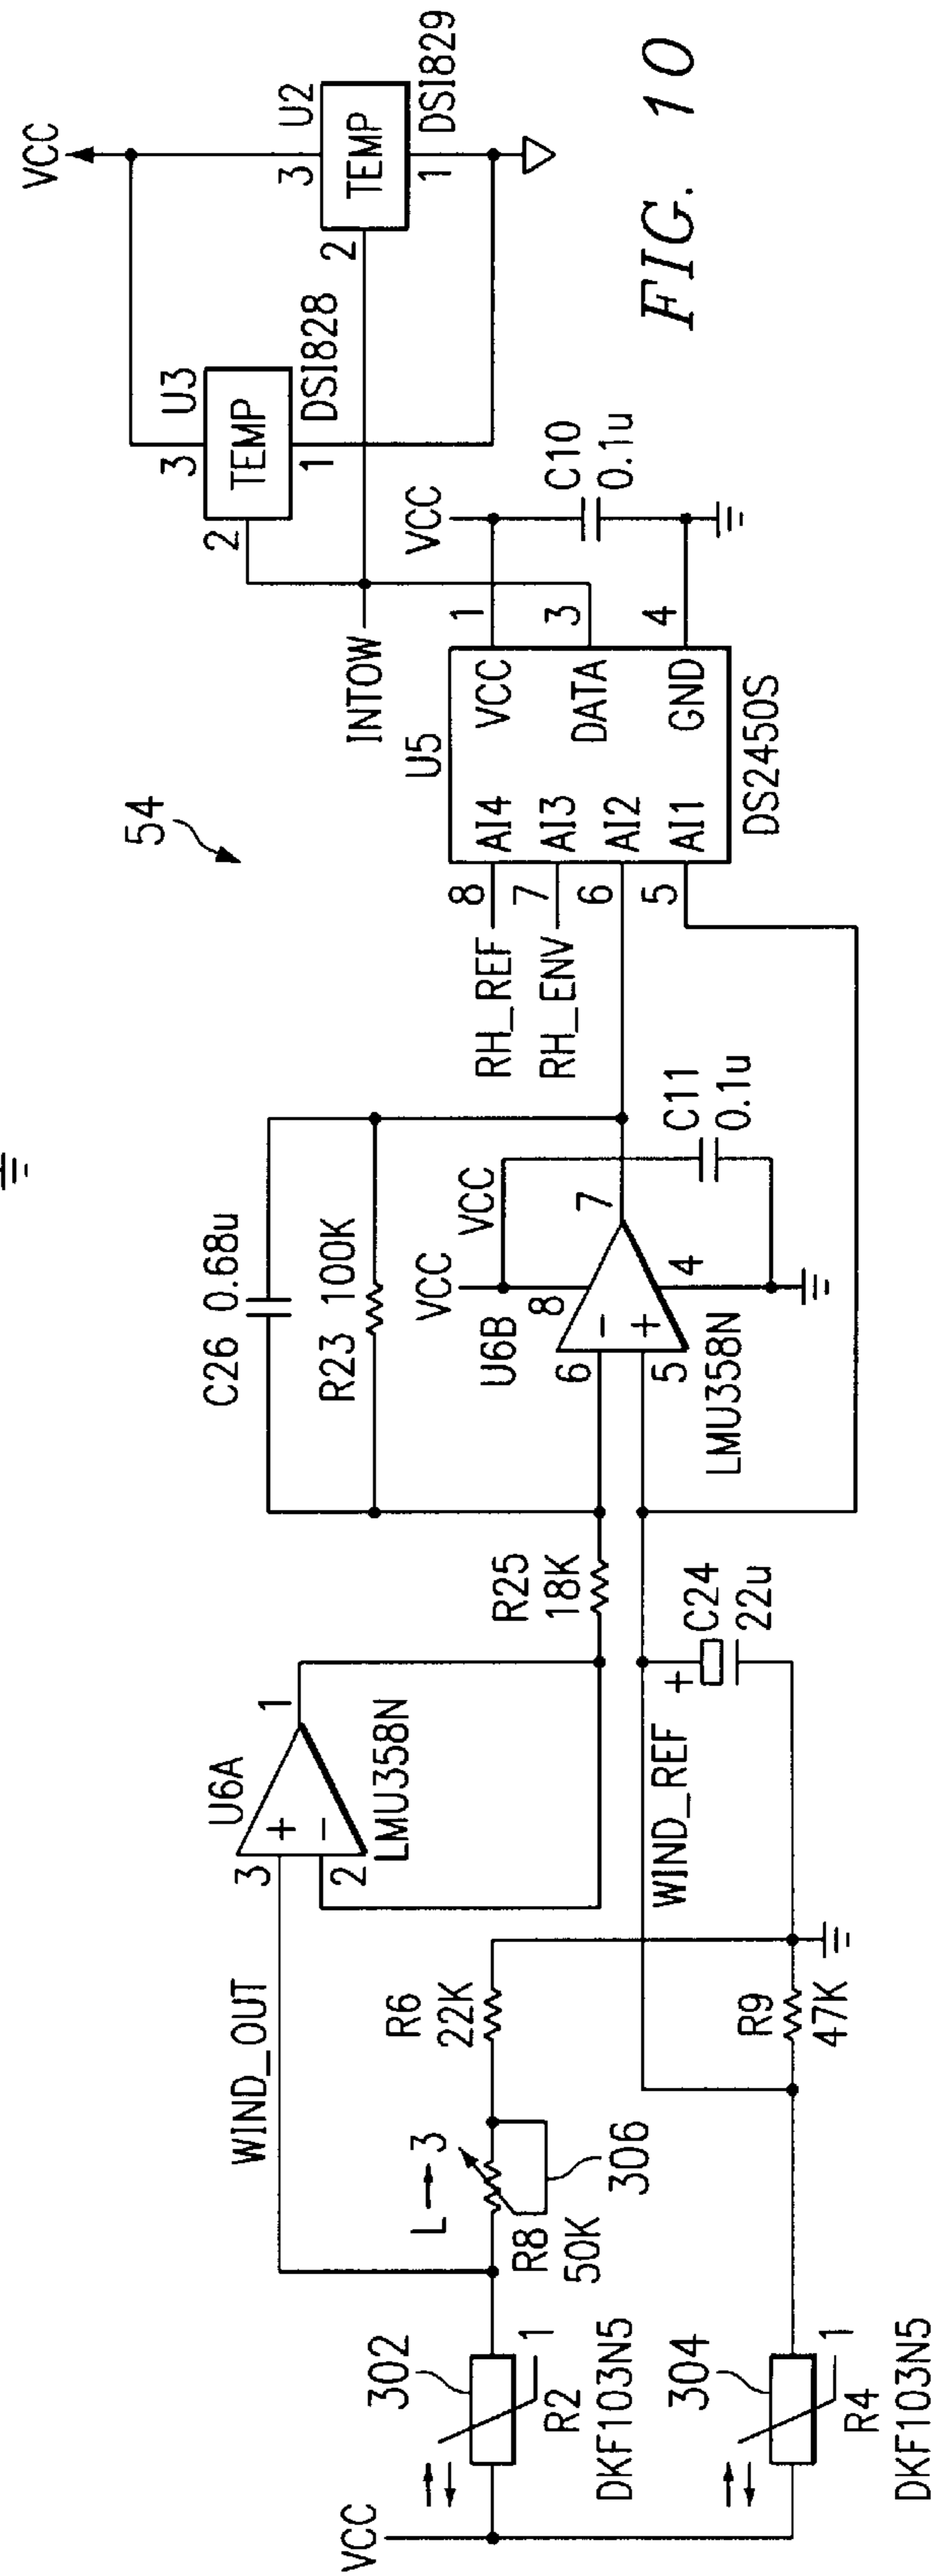 VCC
302
R2
DKF103N5
1
304
R4
DKF103N5
1
WIND_OUT
L
3
R8
50K
306
R6
22K
R9
47K
WIND_REF
U6A
3
+
2
−
1
LMU358N
+
C24
22u
R25
18K
C26 0.68u
R23 100K
U6B
VCC
VCC
8
6
−
5
+
7
4
LMU358N
C11
0.1u
54
RH_REF
8
RH_ENV
7
6
5
U5
AI4
AI3
AI2
AI1
VCC
DATA
GND
DS2450S
1
3
4
INTOW
VCC
C10
0.1u
U3
3
TEMP
2
1
DSI828
VCC
U2
3
TEMP
2
1
DSI829
FIG. 10